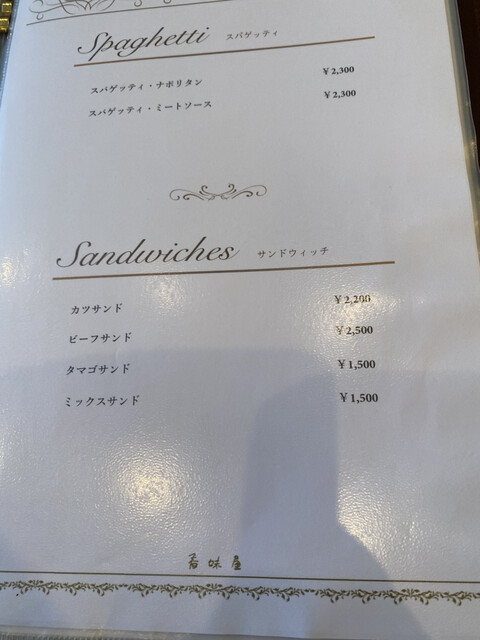 Spaghetti スパゲッティ
スパゲッティ・ナポリタン ￥2,300
スパゲッティ・ミートソース ￥2,300
Sandwiches サンドウィッチ
カツサンド ￥2,200
ビーフサンド ￥2,500
タマゴサンド ￥1,500
ミックスサンド ￥1,500
香味屋